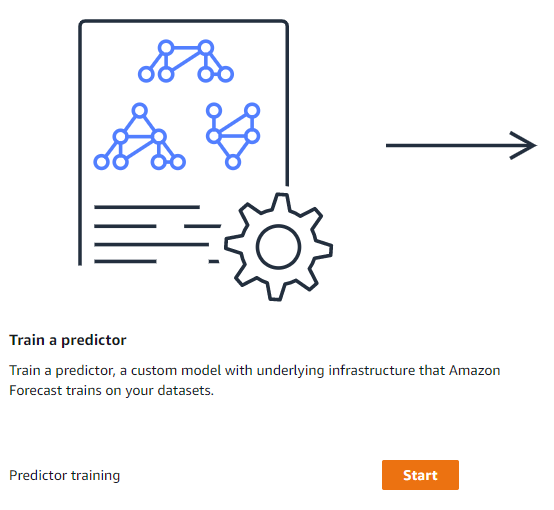 Train a predictor
Train a predictor, a custom model with underlying infrastructure that Amazon
Forecast trains on your datasets.
Predictor training
Start